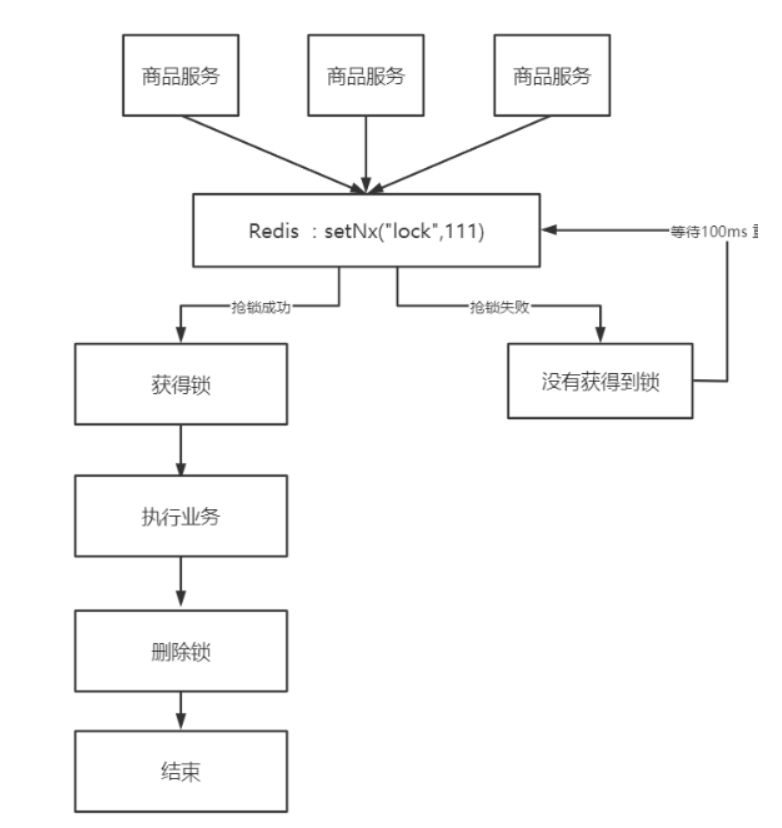 商品服务
商品服务
商品服务
Redis ：setNx("lock",111)
等待100ms
抢锁成功
抢锁失败
获得锁
没有获得到锁
执行业务
删除锁
结束